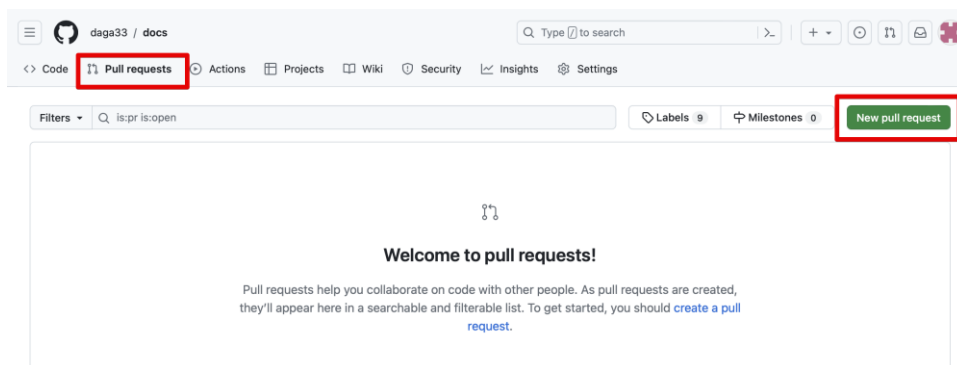 daga33 / docs
Type / to search
Code
Pull requests
Actions
Projects
Wiki
Security
Insights
Settings
Filters
is:pr is:open
Labels 9
Milestones 0
New pull request
Welcome to pull requests!
Pull requests help you collaborate on code with other people. As pull requests are created,
they'll appear here in a searchable and filterable list. To get started, you should create a pull
request.